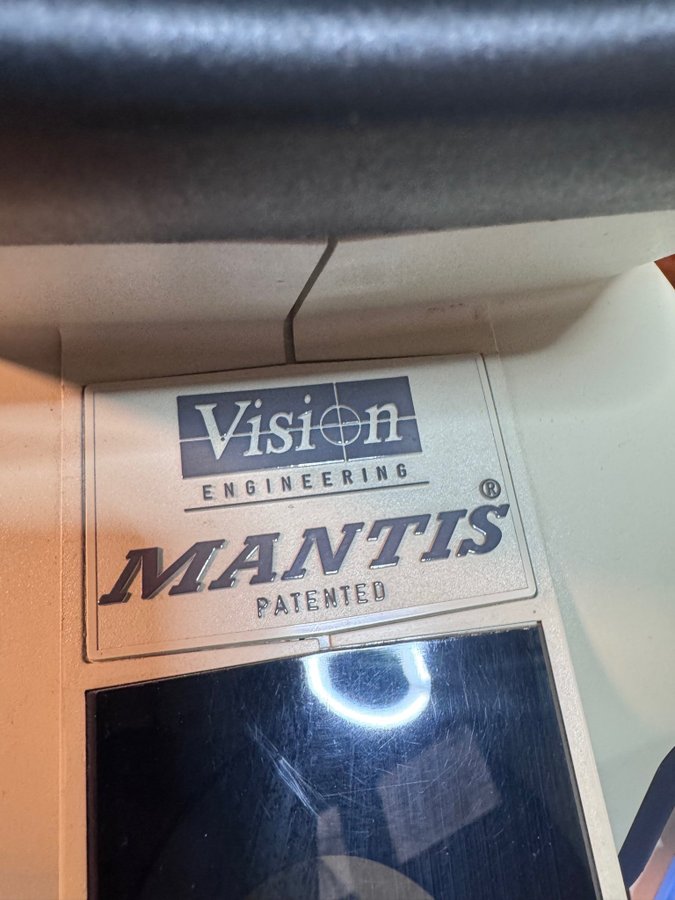 Vision
ENGINEERING
MANTIS®
PATENTED